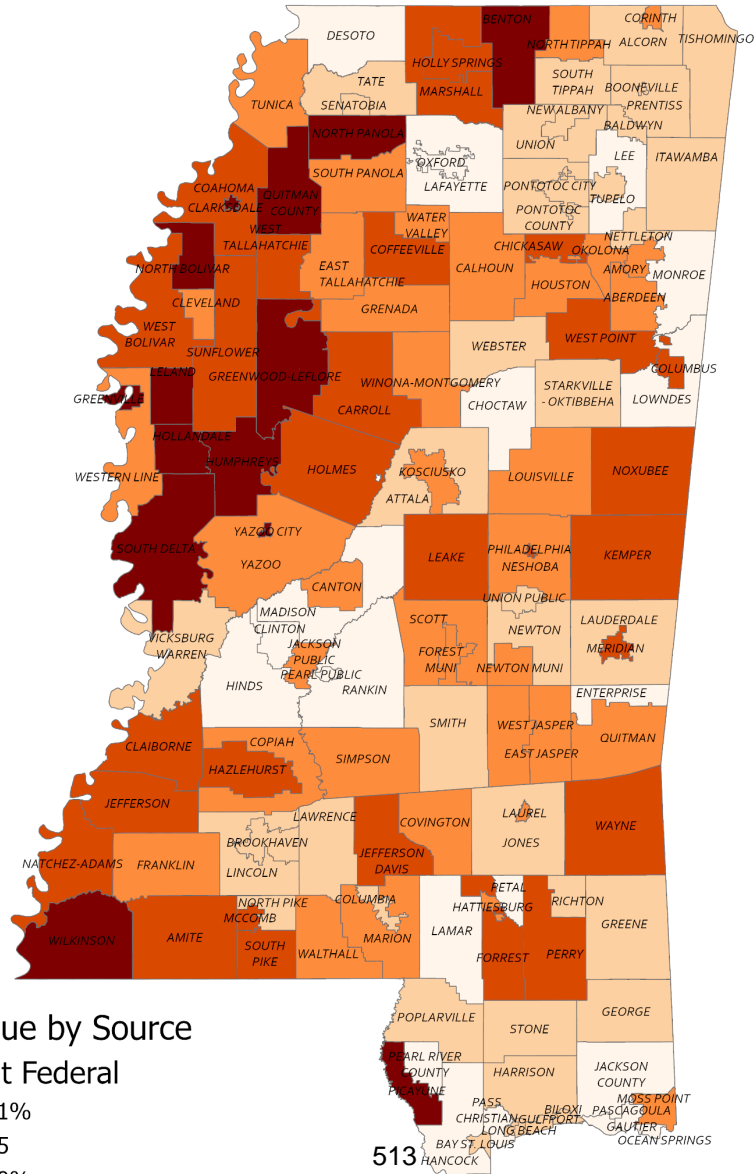 BENTON
CORINTH
DESOTO
NORTH TIPPAH
ALCORN
TISHOMINGO
HOLLY SPRINGS
TATE
SOUTH
TIPPAH
BOONEVILLE
MARSHALL
TUNICA
SENATOBIA
PRENTISS
NEW ALBANY
BALDWYN
NORTH PANOLA
UNION
LEE
ITAWAMBA
OXFORD
SOUTH PANOLA
LAFAYETTE
PONTOTOC CITY
COAHOMA
QUITMAN
COUNTY
CLARKSDALE
TUPELO
PONTOTOC
COUNTY
WATER
VALLEY
WEST
TALLAHATCHIE
NETTLETON
COFFEEVILLE
CHICKASAW
OKOLONA
NORTH BOLIVAR
EAST
TALLAHATCHIE
CALHOUN
AMORY
MONROE
HOUSTON
ABERDEEN
CLEVELAND
GRENADA
WEST
BOLIVAR
WEST POINT
WEBSTER
SUNFLOWER
LELAND
GREENWOOD-LEFLORE
WINONA-MONTGOMERY
COLUMBUS
STARKVILLE
- OKTIBBEHA
GREENVILLE
CARROLL
CHOCTAW
LOWNDES
HOLLANDALE
HUMPHREYS
HOLMES
KOSCIUSKO
NOXUBEE
WESTERN LINE
LOUISVILLE
ATTALA
YAZOO CITY
SOUTH DELTA
LEAKE
PHILADELPHIA
KEMPER
YAZOO
NESHOBA
CANTON
UNION PUBLIC
MADISON
SCOTT
LAUDERDALE
CLINTON
NEWTON
VICKSBURG
WARREN
JACKSON
PUBLIC
FOREST
MUNI
MERIDIAN
PEARL PUBLIC
NEWTON MUNI
HINDS
RANKIN
ENTERPRISE
SMITH
WEST JASPER
QUITMAN
CLAIBORNE
COPIAH
EAST JASPER
SIMPSON
HAZLEHURST
JEFFERSON
LAWRENCE
COVINGTON
LAUREL
WAYNE
BROOKHAVEN
JONES
JEFFERSON
DAVIS
NATCHEZ-ADAMS
FRANKLIN
LINCOLN
PETAL
NORTH PIKE
COLUMBIA
HATTIESBURG
RICHTON
MCCOMB
GREENE
LAMAR
WILKINSON
AMITE
MARION
SOUTH
PIKE
WALTHALL
FORREST
PERRY
GEORGE
POPLARVILLE
STONE
ue by Source
PEARL RIVER
COUNTY
JACKSON
COUNTY
t Federal
HARRISON
PICAYUNE
MOSS POINT
1%
PASS
CHRISTIAN
BILOXI
PASCAGOULA
GULFPORT
GAUTIER
LONG BEACH
5
OCEAN SPRINGS
BAY ST. LOUIS
513
HANCOCK